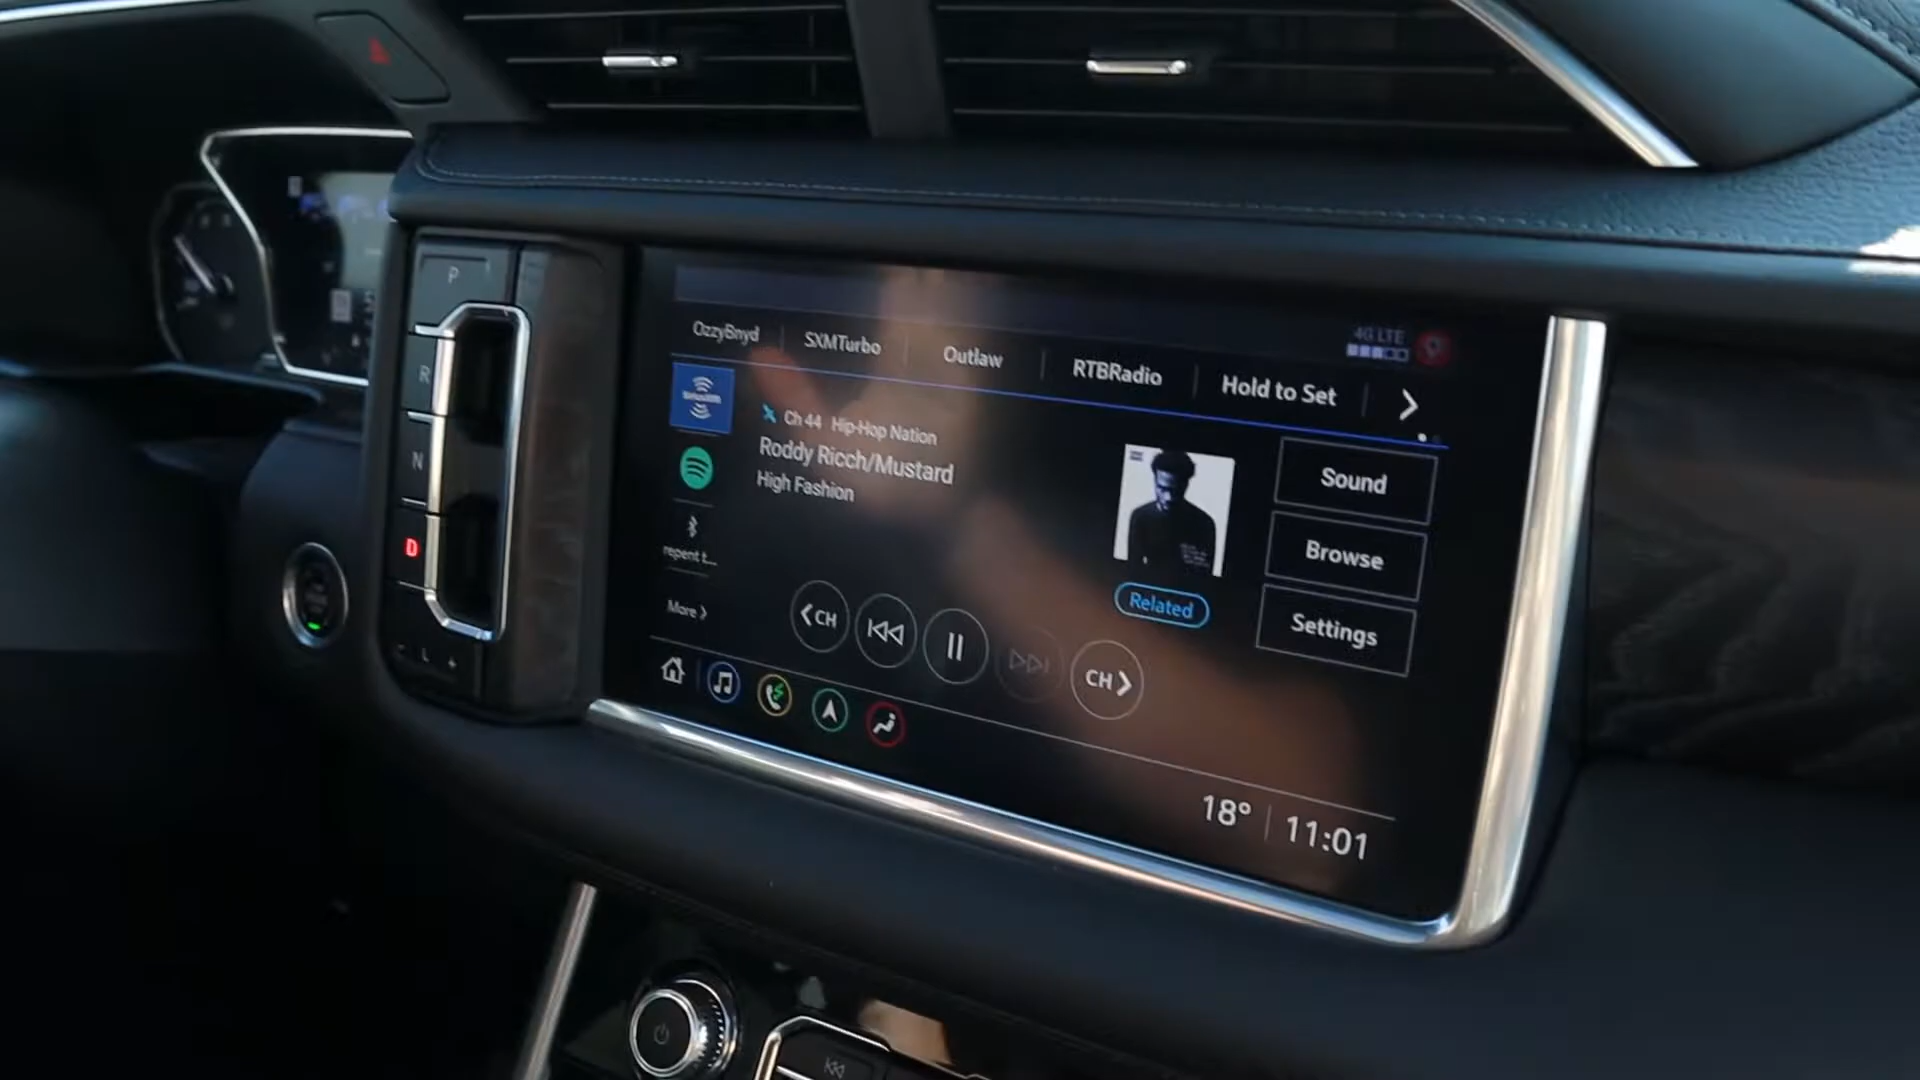 P
R
N
D
- L +
4G LTE
OzzyBnyd
SXMTurbo
Outlaw
RTBRadio
Hold to Set
Ch 44 Hip-Hop Nation
Roddy Ricch/Mustard
High Fashion
repent t...
More
Sound
Browse
Settings
Related
CH
CH
18° 11:01